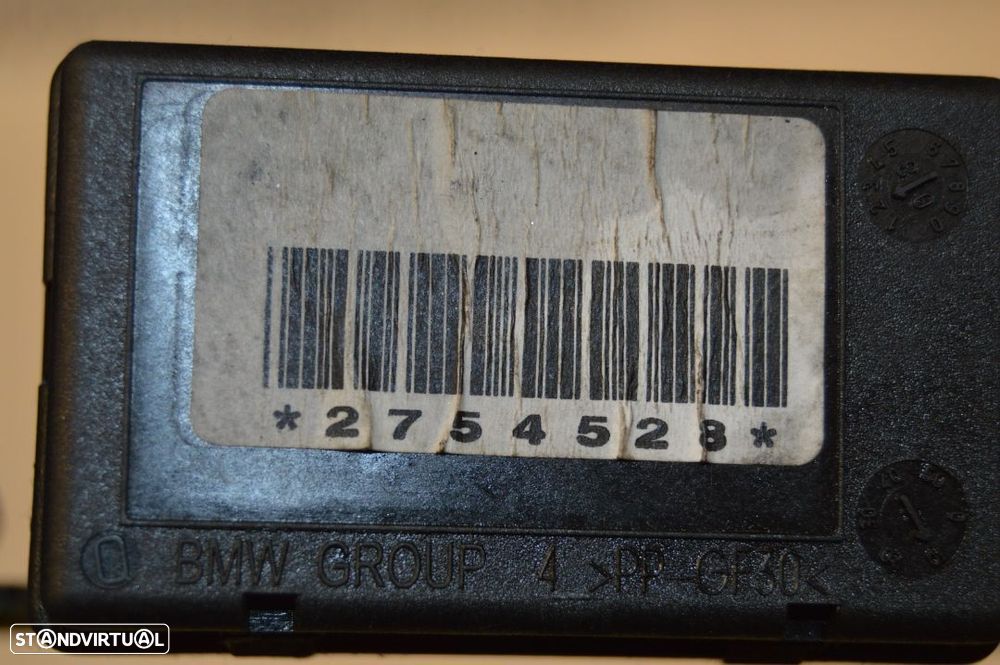 *2754528*
BMW GROUP 4 >PP-GF30<
STANDVIRTUAL